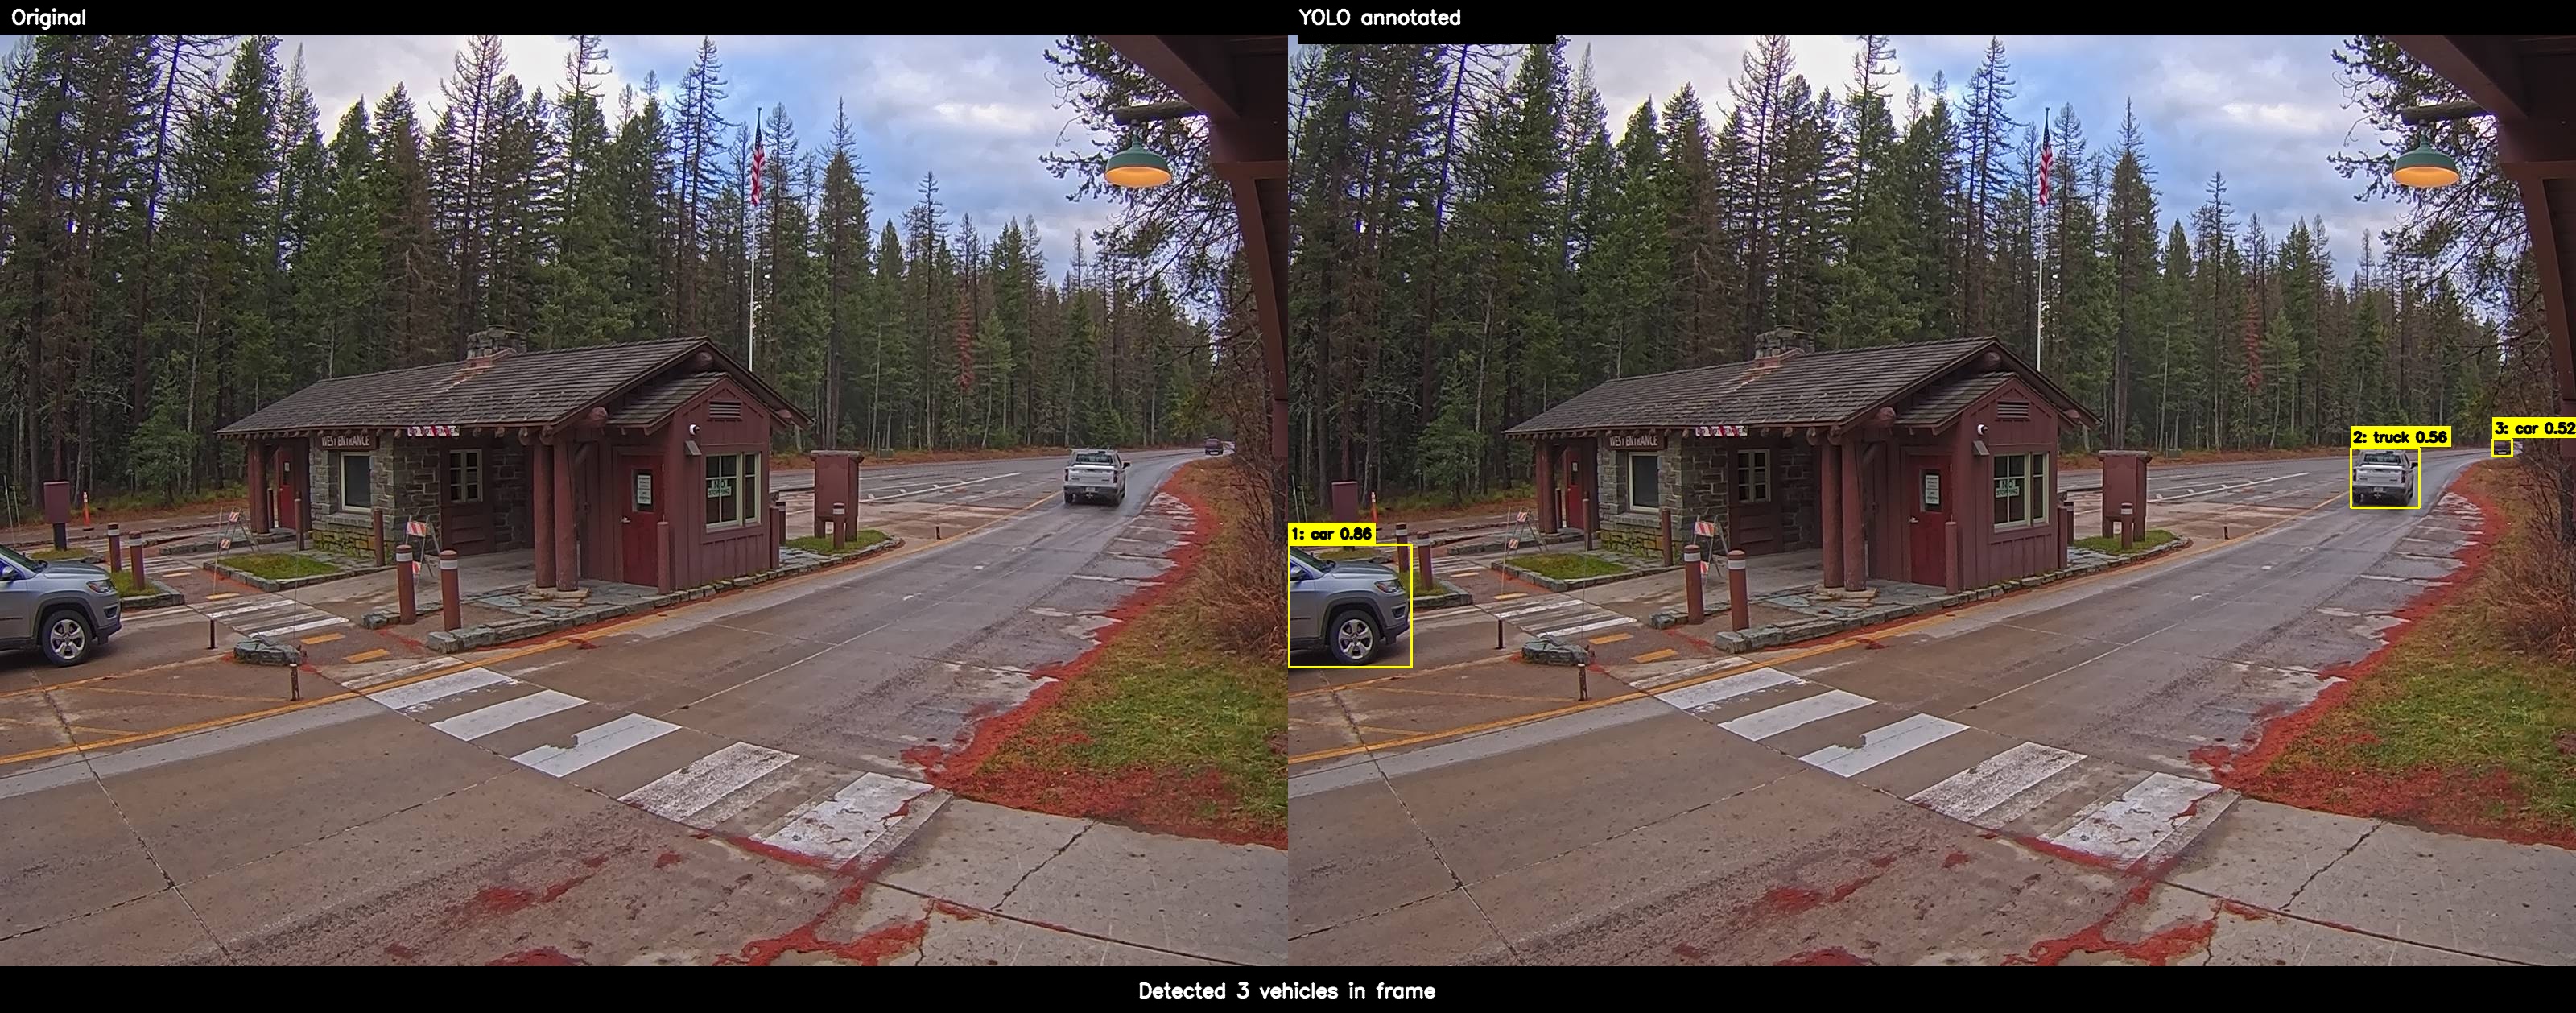 Original
YOLO annotated
WEST ENTRANCE
WEST ENTRANCE
1: car 0.86
2: truck 0.56
3: car 0.52
Detected 3 vehicles in frame